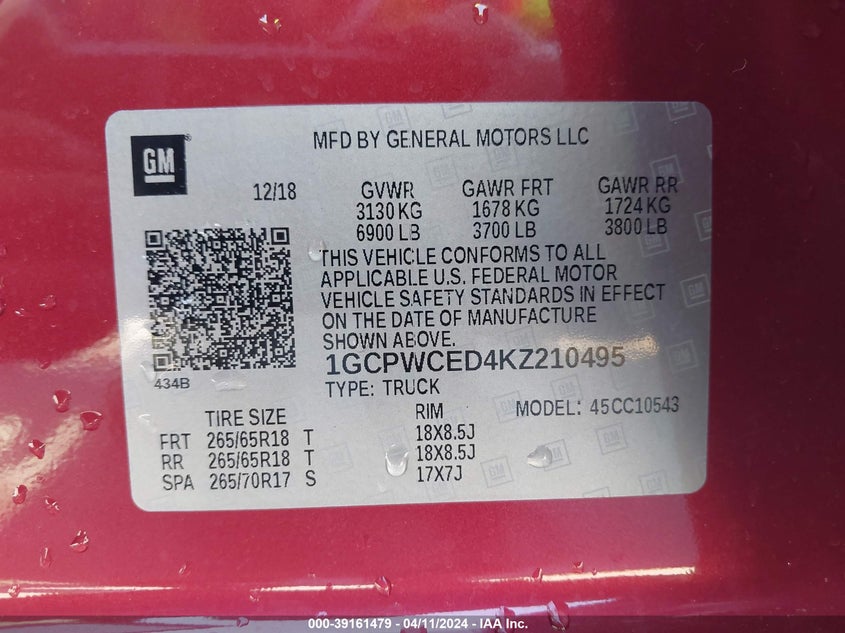 GM
MFD BY GENERAL MOTORS LLC
12/18 GVWR GAWR FRT GAWR RR
3130 KG 1678 KG 1724 KG
6900 LB 3700 LB 3800 LB
THIS VEHICLE CONFORMS TO ALL
APPLICABLE U.S. FEDERAL MOTOR
VEHICLE SAFETY STANDARDS IN EFFECT
ON THE DATE OF MANUFACTURE
SHOWN ABOVE.
434B
1GCPWCED4KZ210495
TYPE: TRUCK
TIRE SIZE RIM MODEL: 45CC10543
FRT 265/65R18 T 18X8.5J
RR 265/65R18 T 18X8.5J
SPA 265/70R17 S 17X7J
000-39161479 - 04/11/2024 - IAA Inc.